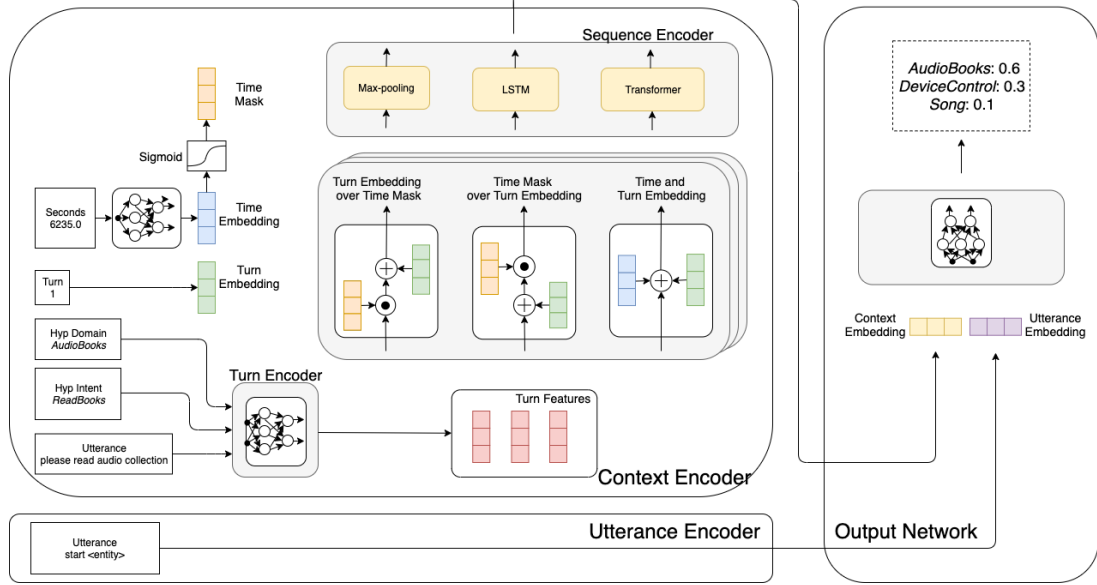 Sequence Encoder
Max-pooling
LSTM
Transformer
Time
Mask
Sigmoid
Seconds
6235.0
Time
Embedding
Turn
1
Turn
Embedding
Turn Embedding
over Time Mask
Time Mask
over Turn Embedding
Time and
Turn Embedding
Hyp Domain
AudioBooks
Hyp Intent
ReadBooks
Utterance
please read audio collection
Turn Encoder
Turn Features
Context Encoder
Utterance
start <entity>
Utterance Encoder
AudioBooks: 0.6
DeviceControl: 0.3
Song: 0.1
Context
Embedding
Utterance
Embedding
Output Network